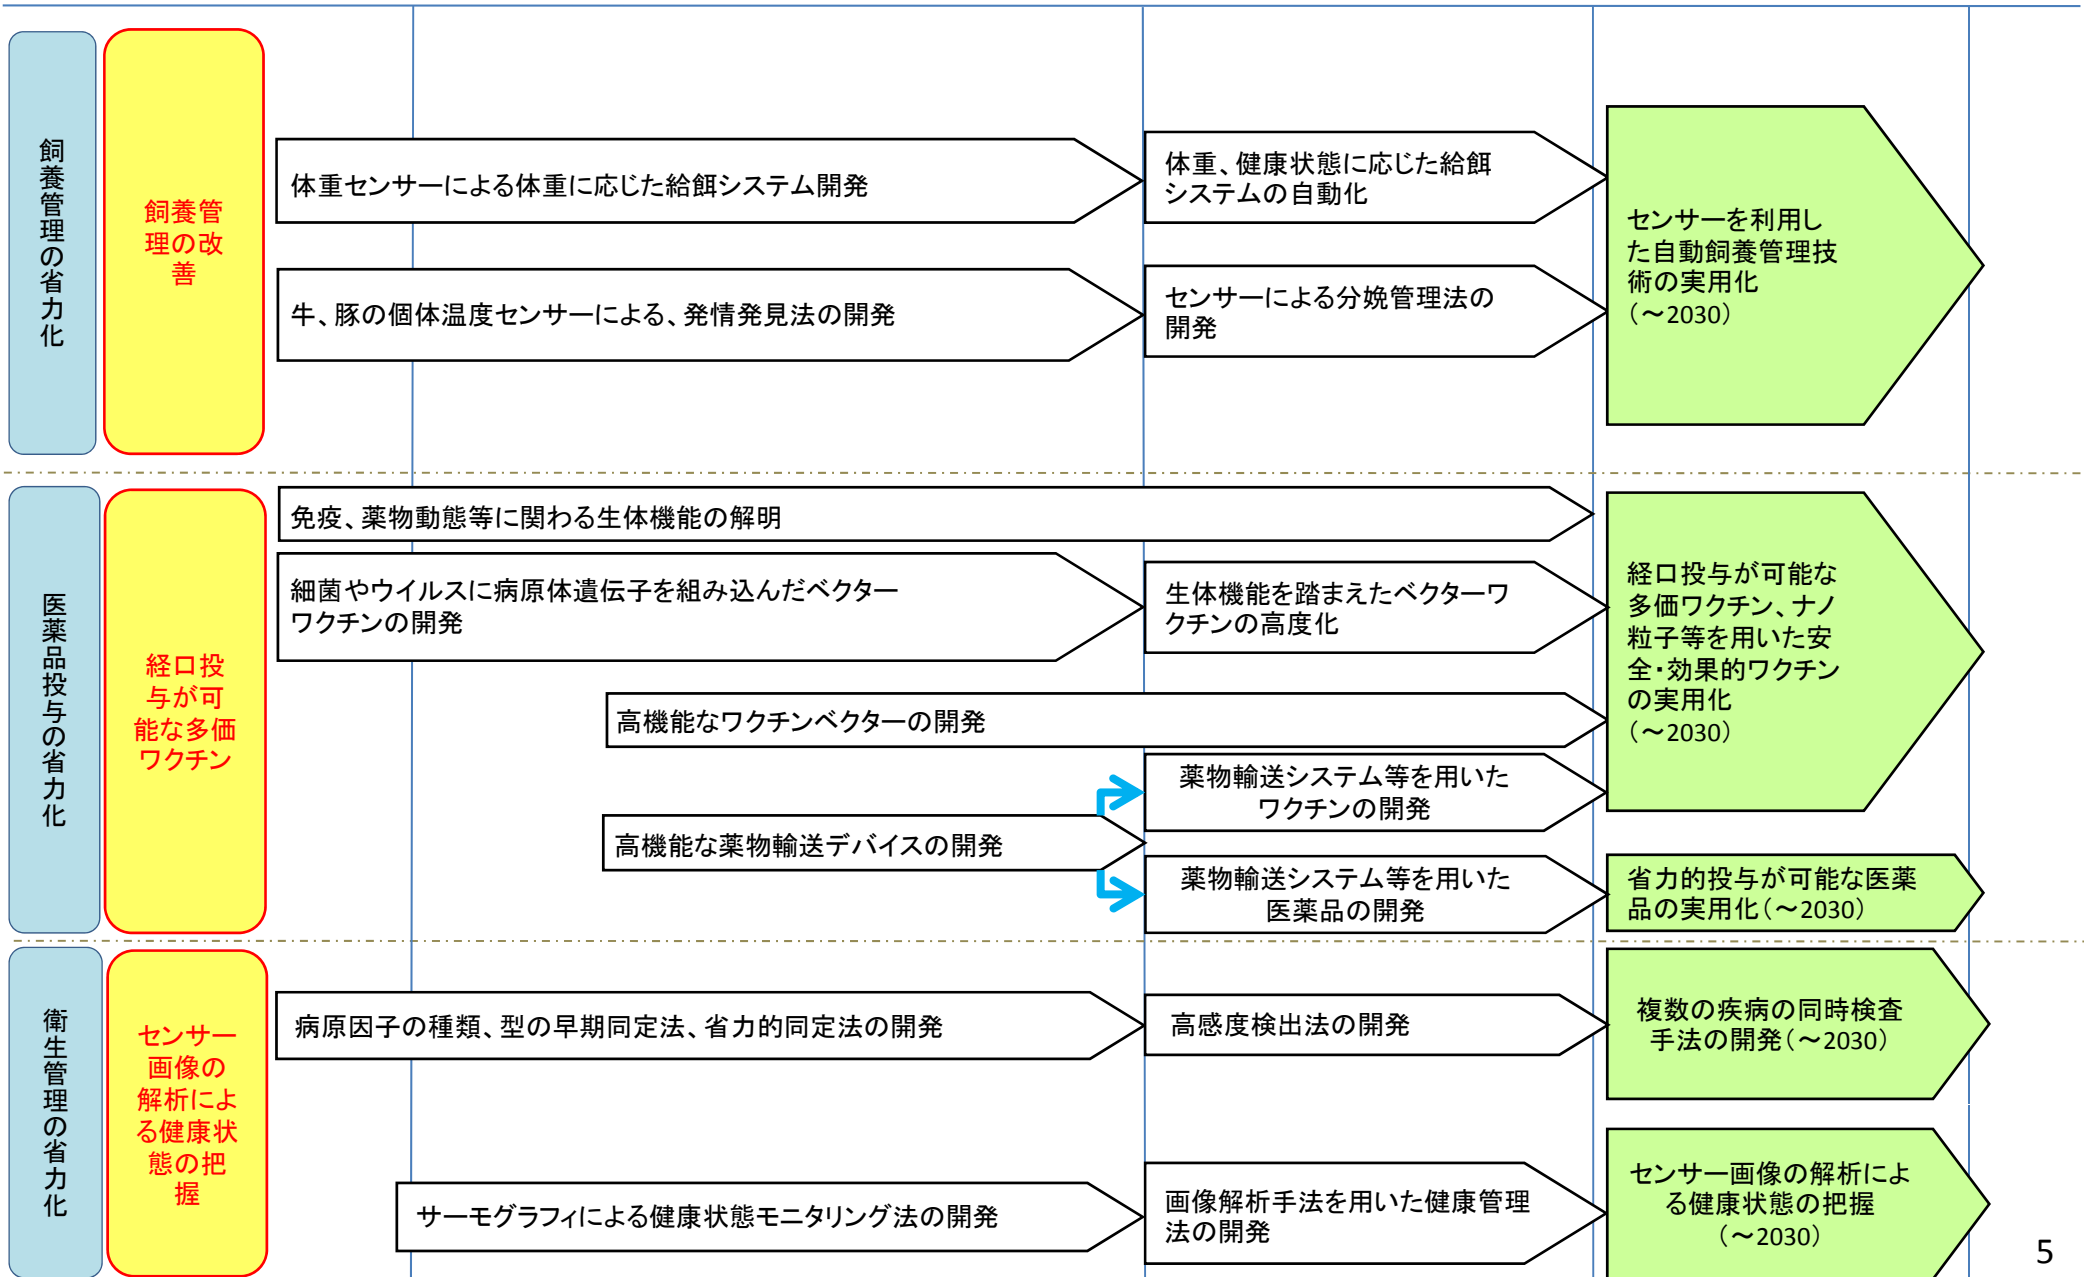 飼養管理の省力化
飼養管
理の改
善
体重センサーによる体重に応じた給餌システム開発
体重、健康状態に応じた給餌
システムの自動化
牛、豚の個体温度センサーによる、発情発見法の開発
センサーによる分娩管理法の
開発
センサーを利用し
た自動飼養管理技
術の実用化
（～2030）
医薬品投与の省力化
経口投
与が可
能な多価
ワクチン
免疫、薬物動態等に関わる生体機能の解明
細菌やウイルスに病原体遺伝子を組み込んだベクター
ワクチンの開発
生体機能を踏まえたベクターワ
クチンの高度化
高機能なワクチンベクターの開発
薬物輸送システム等を用いた
ワクチンの開発
高機能な薬物輸送デバイスの開発
薬物輸送システム等を用いた
医薬品の開発
経口投与が可能な
多価ワクチン、ナノ
粒子等を用いた安
全・効果的ワクチン
の実用化
（～2030）
省力的投与が可能な医薬
品の実用化（～2030）
衛生管理の省力化
センサー
画像の
解析によ
る健康状
態の把
握
病原因子の種類、型の早期同定法、省力的同定法の開発
高感度検出法の開発
複数の疾病の同時検査
手法の開発（～2030）
サーモグラフィによる健康状態モニタリング法の開発
画像解析手法を用いた健康管理
法の開発
センサー画像の解析によ
る健康状態の把握
（～2030）
5